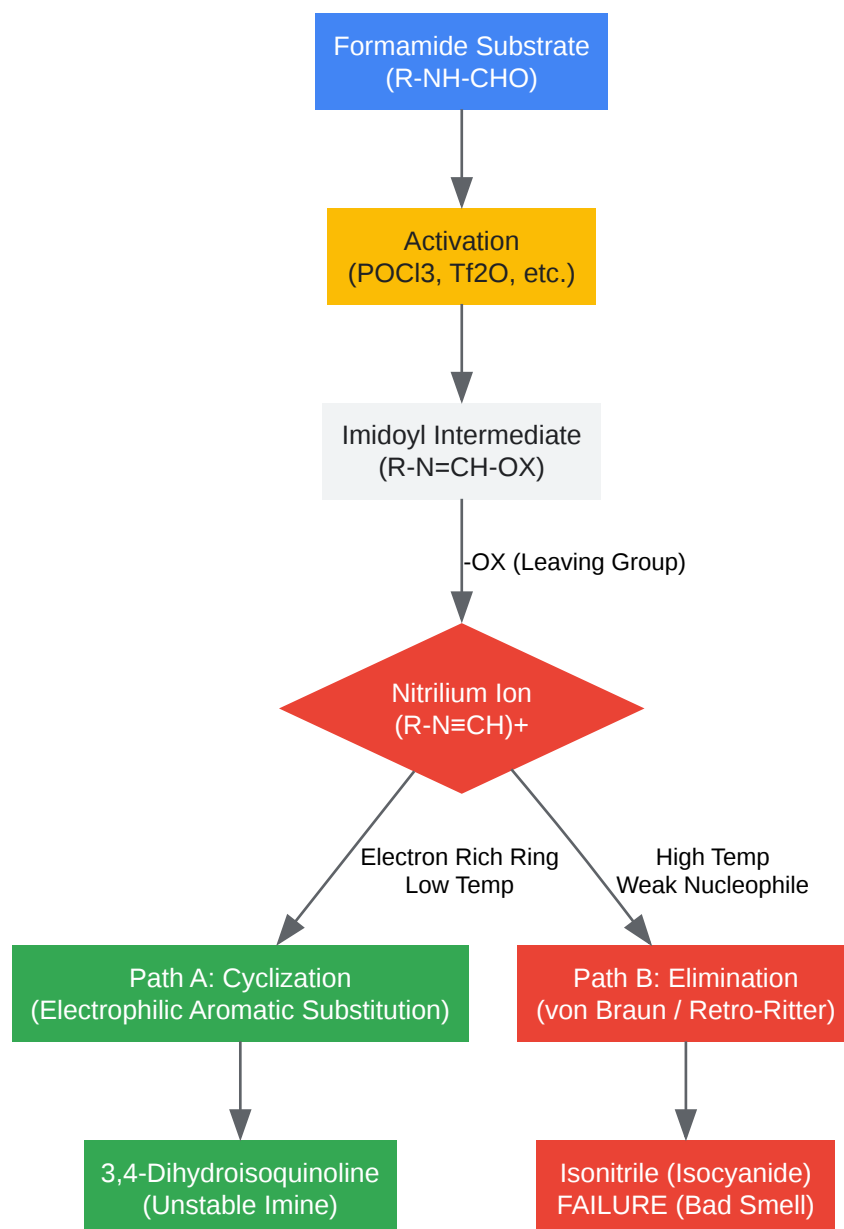 Formamide Substrate
(R-NH-CHO)
Activation
(POCl3, Tf2O, etc.)
Imidoyl Intermediate
(R-N=CH-OX)
-OX (Leaving Group)
Nitrilium Ion
(R-N≡CH)+
Electron Rich Ring
Low Temp
High Temp
Weak Nucleophile
Path A: Cyclization
(Electrophilic Aromatic Substitution)
Path B: Elimination
(von Braun / Retro-Ritter)
3,4-Dihydroisoquinoline
(Unstable Imine)
Isonitrile (Isocyanide)
FAILURE (Bad Smell)